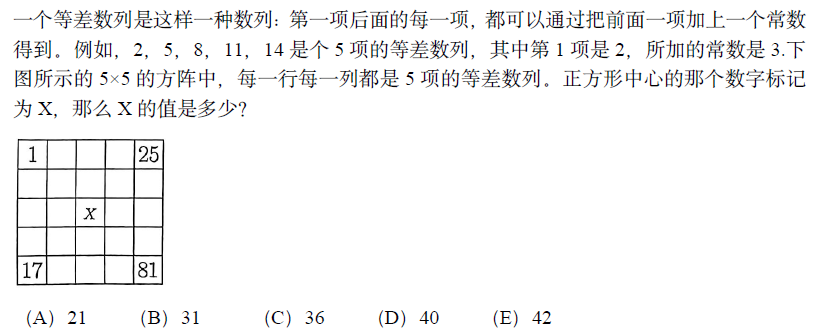 一个等差数列是这样一种数列：第一项后面的每一项，都可以通过把前面一项加上一个常数
得到。例如，2，5，8，11，14 是个 5 项的等差数列，其中第 1 项是 2，所加的常数是 3.下
图所示的 5×5 的方阵中，每一行每一列都是 5 项的等差数列。正方形中心的那个数字标记
为 X，那么 X 的值是多少？
1 25
X
17 81
（A）21 （B）31 （C）36 （D）40 （E）42